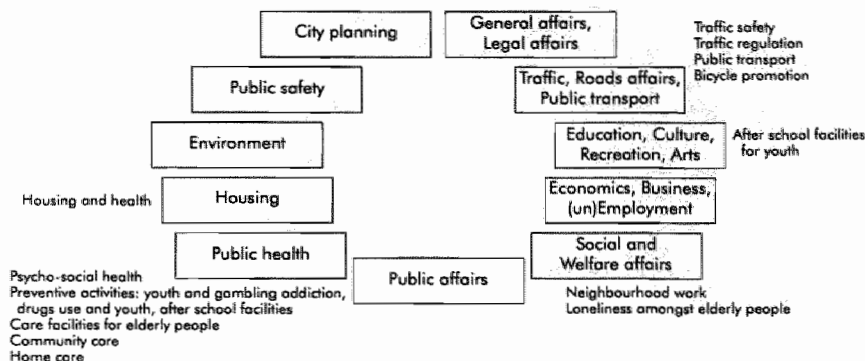 City planning
General affairs,
Legal affairs
Traffic safety
Traffic regulation
Public transport
Bicycle promotion
Public safety
Traffic, Roads affairs,
Public transport
Environment
Education, Culture,
Recreation, Arts
After school facilities
for youth
Housing and health
Housing
Economics, Business,
(un)Employment
Public health
Public affairs
Social and
Welfare affairs
Psycho-social health
Preventive activities: youth and gambling addiction,
drugs use and youth, after school facilities
Care facilities for elderly people
Community care
Home care
Neighbourhood work
Loneliness amongst elderly people